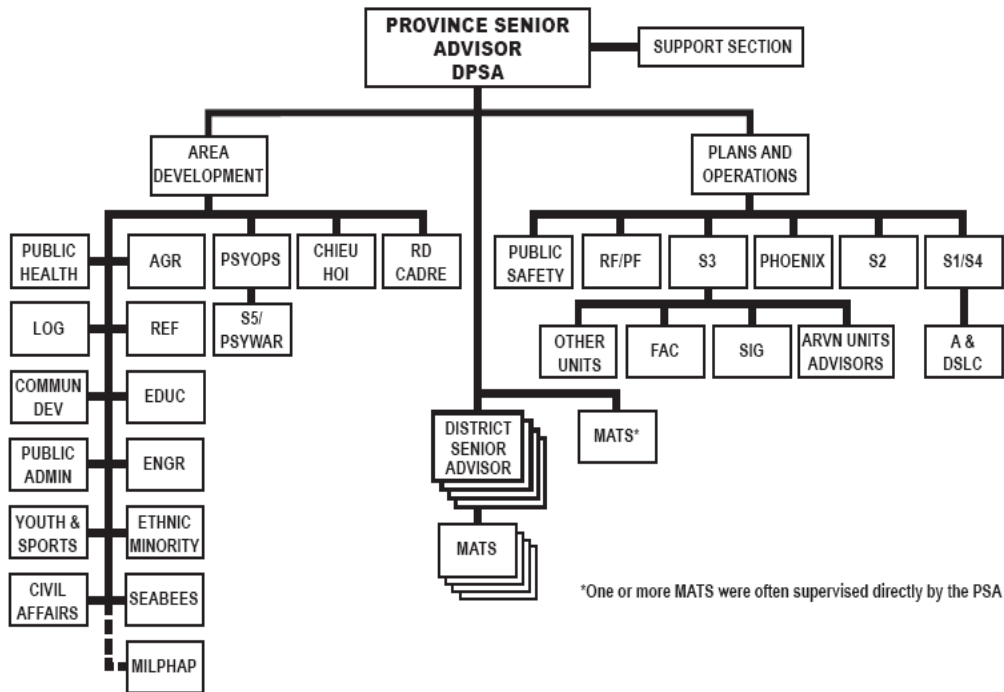 PROVINCE SENIOR
ADVISOR
DPSA
SUPPORT SECTION
AREA
DEVELOPMENT
PLANS AND
OPERATIONS
PUBLIC
HEALTH
AGR
PSYOPS
CHIEU
HOI
RD
CADRE
PUBLIC
SAFETY
RF/PF
S3
PHOENIX
S2
S1/S4
LOG
REF
S5/
PSYWAR
OTHER
UNITS
FAC
SIG
ARVN UNITS
ADVISORS
A &
DSLC
COMMUN
DEV
EDUC
DISTRICT
SENIOR
ADVISOR
MATS*
PUBLIC
ADMIN
ENGR
YOUTH &
SPORTS
ETHNIC
MINORITY
MATS
CIVIL
AFFAIRS
SEABEES
*One or more MATS were often supervised directly by the PSA
MILPHAP